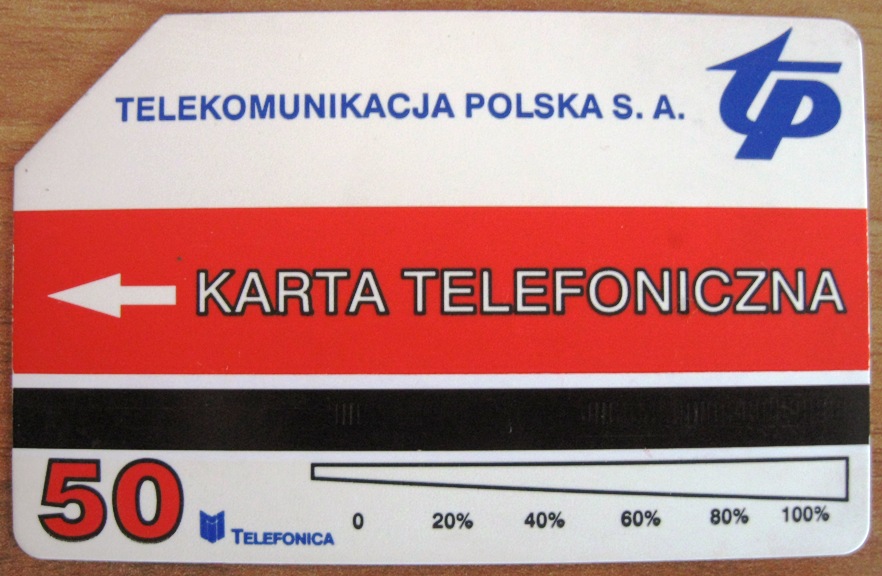 TELEKOMUNIKACJA POLSKA S. A.
tp
KARTA TELEFONICZNA
50
TELEFONICA
0 20% 40% 60% 80% 100%